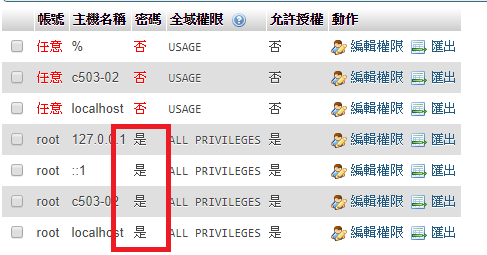 帳號 主機名稱 密碼 全域權限 允許授權 動作
任意 % 否 USAGE 否 編輯權限 匯出
任意 c503-02 否 USAGE 否 編輯權限 匯出
任意 localhost 否 USAGE 否 編輯權限 匯出
root 127.0.0.1 是 ALL PRIVILEGES 是 編輯權限 匯出
root ::1 是 ALL PRIVILEGES 是 編輯權限 匯出
root c503-02 是 ALL PRIVILEGES 是 編輯權限 匯出
root localhost 是 ALL PRIVILEGES 是 編輯權限 匯出